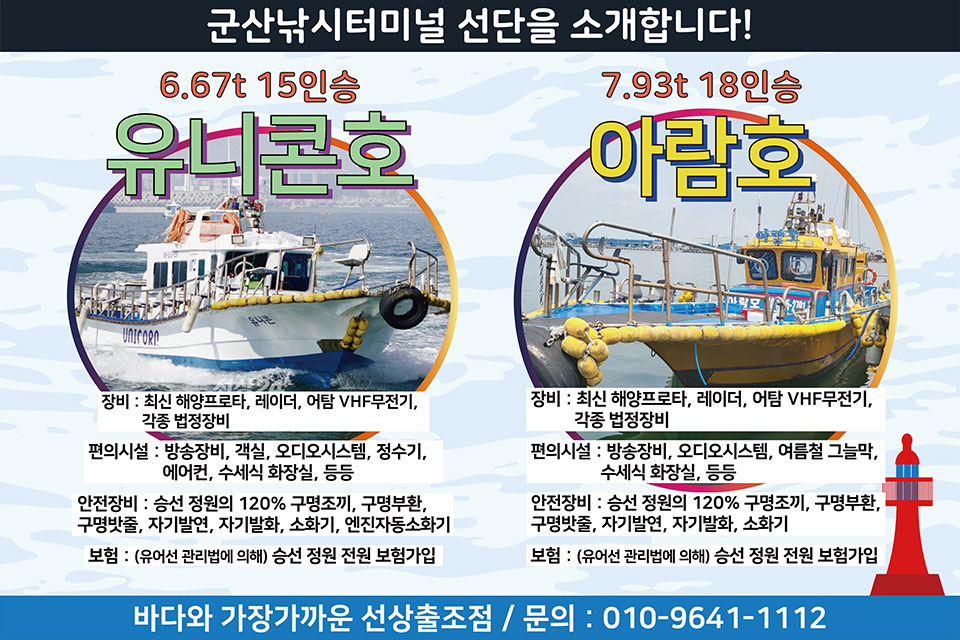 군산낚시터미널 선단을 소개합니다!
6.67t 15인승
유니콘호
유니콘
UNICORN
장비 : 최신 해양프로타, 레이더, 어탐 VHF무전기,
각종 법정장비
편의시설 : 방송장비, 객실, 오디오시스템, 정수기,
에어컨, 수세식 화장실, 등등
안전장비 : 승선 정원의 120% 구명조끼, 구명부환,
구명밧줄, 자기발연, 자기발화, 소화기, 엔진자동소화기
보험 : (유어선 관리법에 의해) 승선 정원 전원 보험가입
7.93t 18인승
아람호
아람호
아람호
장비 : 최신 해양프로타, 레이더, 어탐 VHF무전기,
각종 법정장비
편의시설 : 방송장비, 오디오시스템, 여름철 그늘막,
수세식 화장실, 등등
안전장비 : 승선 정원의 120% 구명조끼, 구명부환,
구명밧줄, 자기발연, 자기발화, 소화기
보험 : (유어선 관리법에 의해) 승선 정원 전원 보험가입
바다와 가장가까운 선상출조점 / 문의 : 010-9641-1112